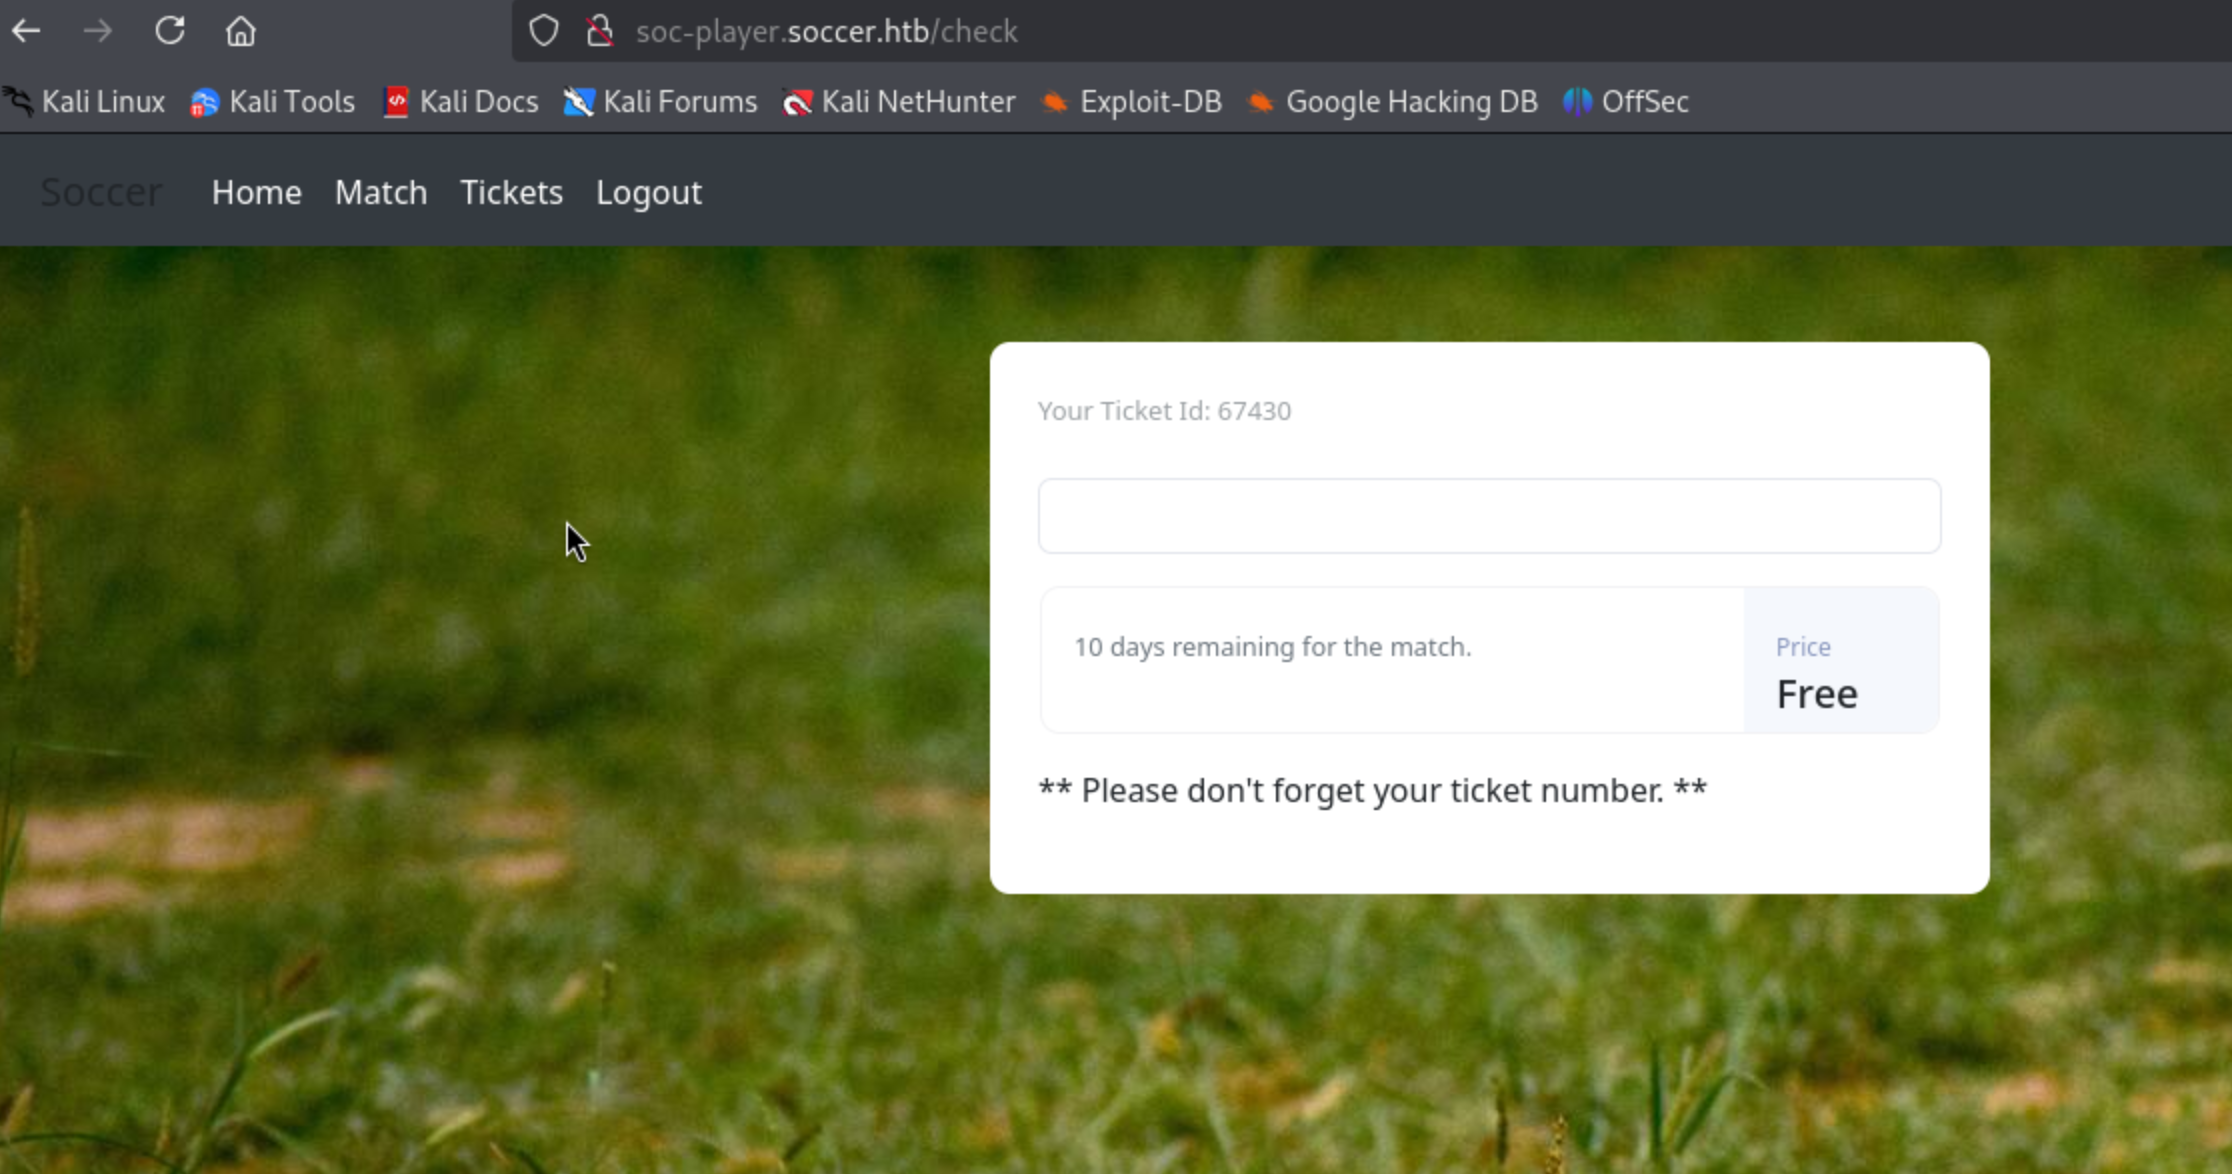 soc-player.soccer.htb/check
Kali Linux Kali Tools Kali Docs Kali Forums Kali NetHunter Exploit-DB Google Hacking DB OffSec
Soccer Home Match Tickets Logout
Your Ticket Id: 67430
10 days remaining for the match.
Price
Free
** Please don't forget your ticket number. **